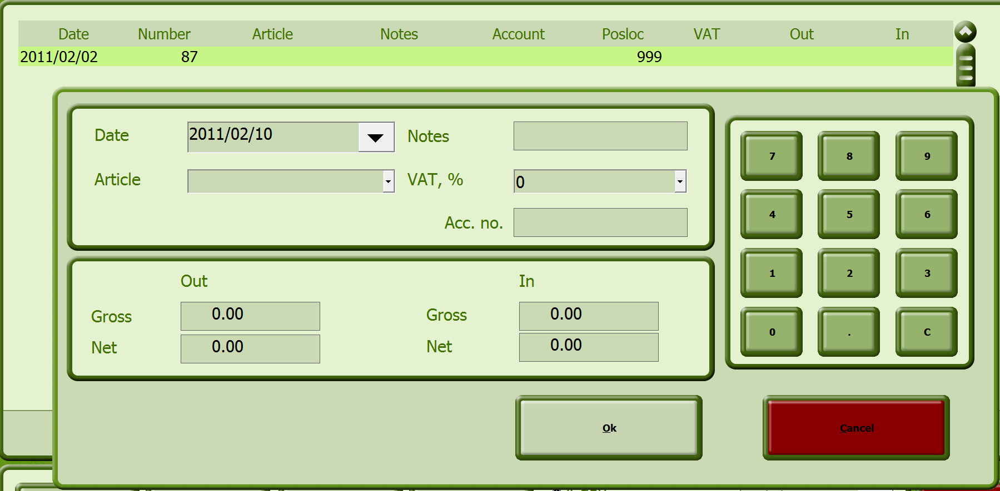 Date Number Article Notes Account Posloc VAT Out In
2011/02/02 87 999
Date 2011/02/10 Notes
Article VAT, % 0
Acc. no.
Out In
Gross 0.00 Gross 0.00
Net 0.00 Net 0.00
7 8 9
4 5 6
1 2 3
0 . C
Ok Cancel